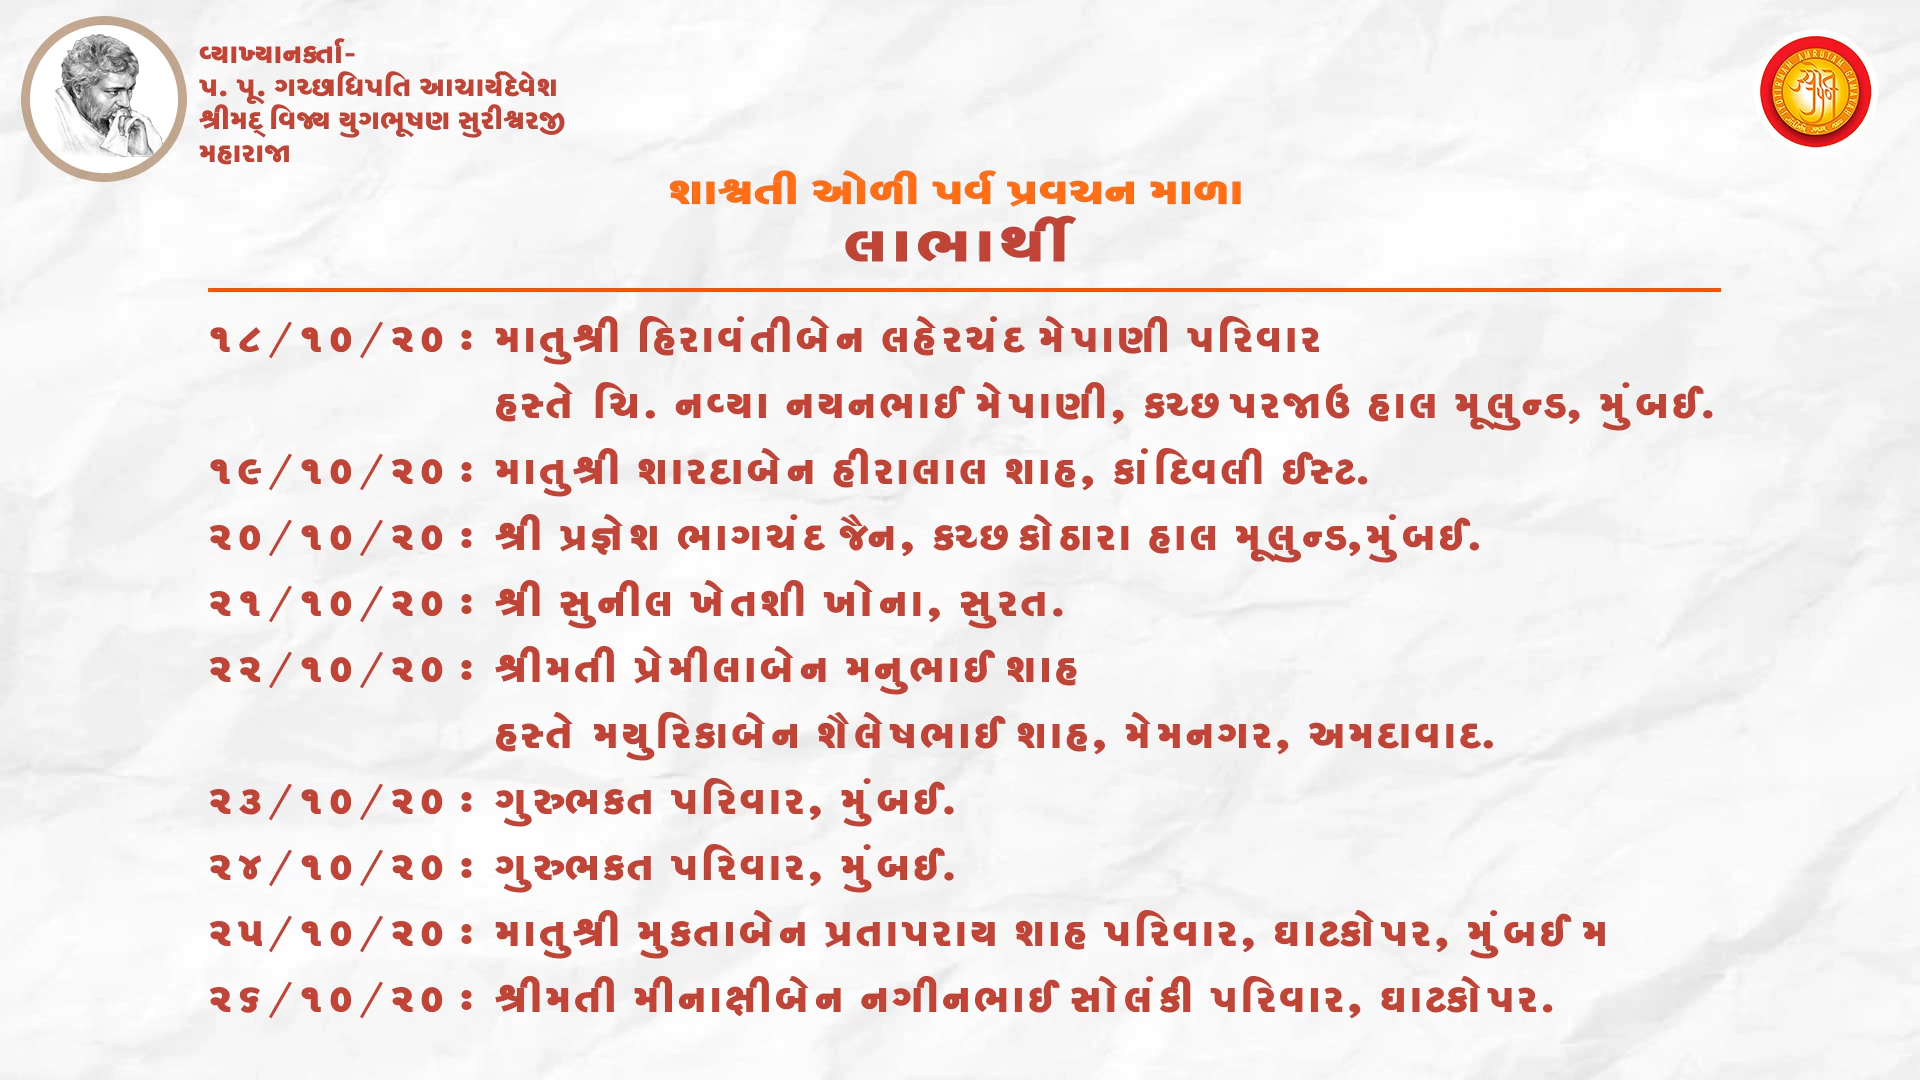 વ્યાખ્યાનકર્તા-
પ. પૂ. ગચ્છાધિપતિ આચાર્યદેવેશ
શ્રીમદ્ વિજય યુગભૂષણ સુરીશ્વરજી
મહારાજા
JYOTIRMAM AMRUTAM GAMAYAH
શાશ્વતી ઓળી પર્વ પ્રવચન માળા
લાભાર્થી
૧૮/૧૦/૨૦ : માતુશ્રી હિરાવંતીબેન લહેરચંદ મેપાણી પરિવાર
હસ્તે ચિ. નવ્યા નયનભાઈ મેપાણી, કચ્છ પરજાઉ હાલ મૂલુન્ડ, મુંબઈ.
૧૯/૧૦/૨૦ : માતુશ્રી શારદાબેન હીરાલાલ શાહ, કાંદિવલી ઈસ્ટ.
૨૦/૧૦/૨૦ : શ્રી પ્રજ્ઞેશ ભાગચંદ જૈન, કચ્છ કોઠારા હાલ મૂલુન્ડ,મુંબઈ.
૨૧/૧૦/૨૦ : શ્રી સુનીલ ખેતશી ખોના, સુરત.
૨૨/૧૦/૨૦ : શ્રીમતી પ્રેમીલાબેન મનુભાઈ શાહ
હસ્તે મયુરિકાબેન શૈલેષભાઈ શાહ, મેમનગર, અમદાવાદ.
૨૩/૧૦/૨૦ : ગુરુભકત પરિવાર, મુંબઈ.
૨૪/૧૦/૨૦ : ગુરુભકત પરિવાર, મુંબઈ.
૨૫/૧૦/૨૦ : માતુશ્રી મુકતાબેન પ્રતાપરાય શાહ પરિવાર, ઘાટકોપર, મુંબઈ મ
૨૬/૧૦/૨૦ : શ્રીમતી મીનાક્ષીબેન નગીનભાઈ સોલંકી પરિવાર, ઘાટકોપર.